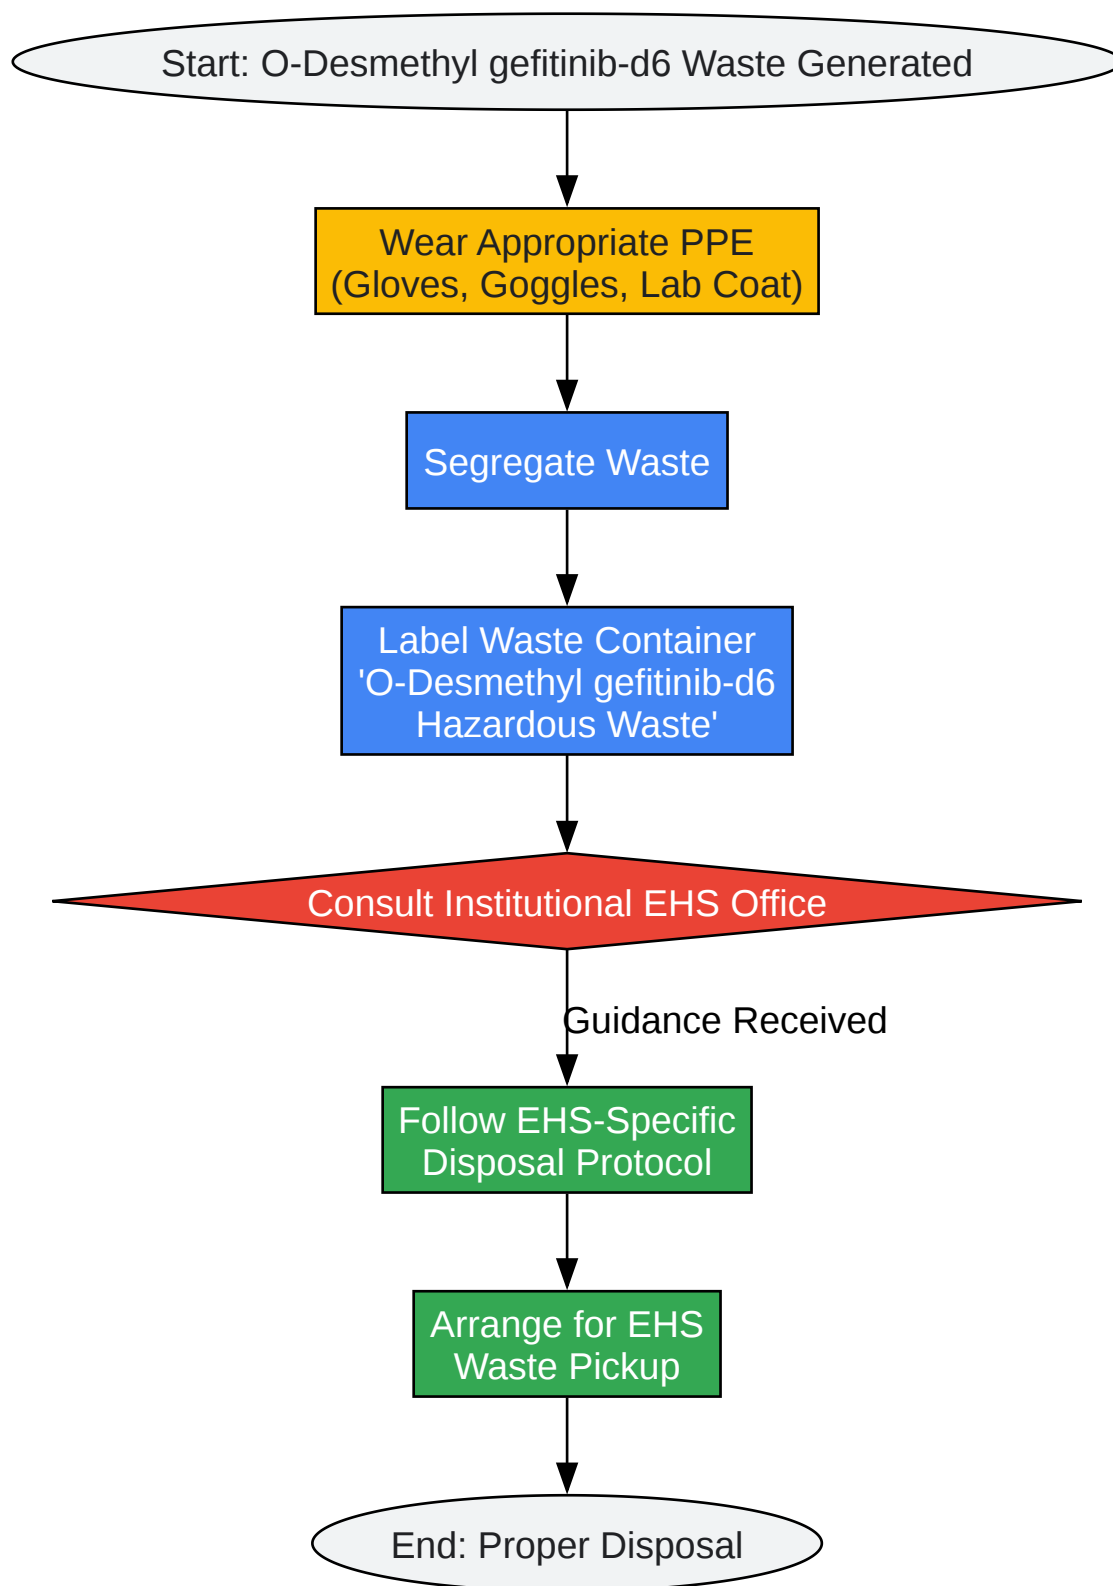 Start: O-Desmethyl gefitinib-d6 Waste Generated
Wear Appropriate PPE
(Gloves, Goggles, Lab Coat)
Segregate Waste
Label Waste Container
'O-Desmethyl gefitinib-d6
Hazardous Waste'
Consult Institutional EHS Office
Guidance Received
Follow EHS-Specific
Disposal Protocol
Arrange for EHS
Waste Pickup
End: Proper Disposal